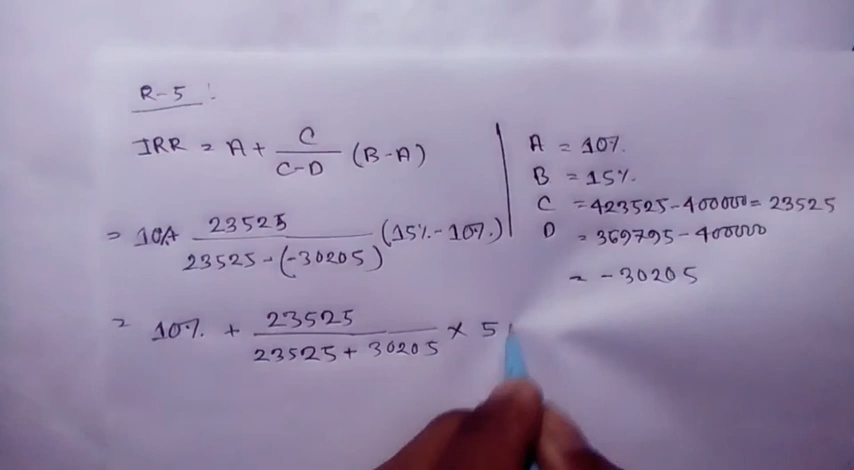 R-5 :
IRR = A + C/C-D (B-A)
= 10% + 23525/23525-(-30205) (15%-10%)
= 10% + 23525/23525+30205 × 5
A = 10%
B = 15%
C = 423525-400000 = 23525
D = 369795-400000
= -30205